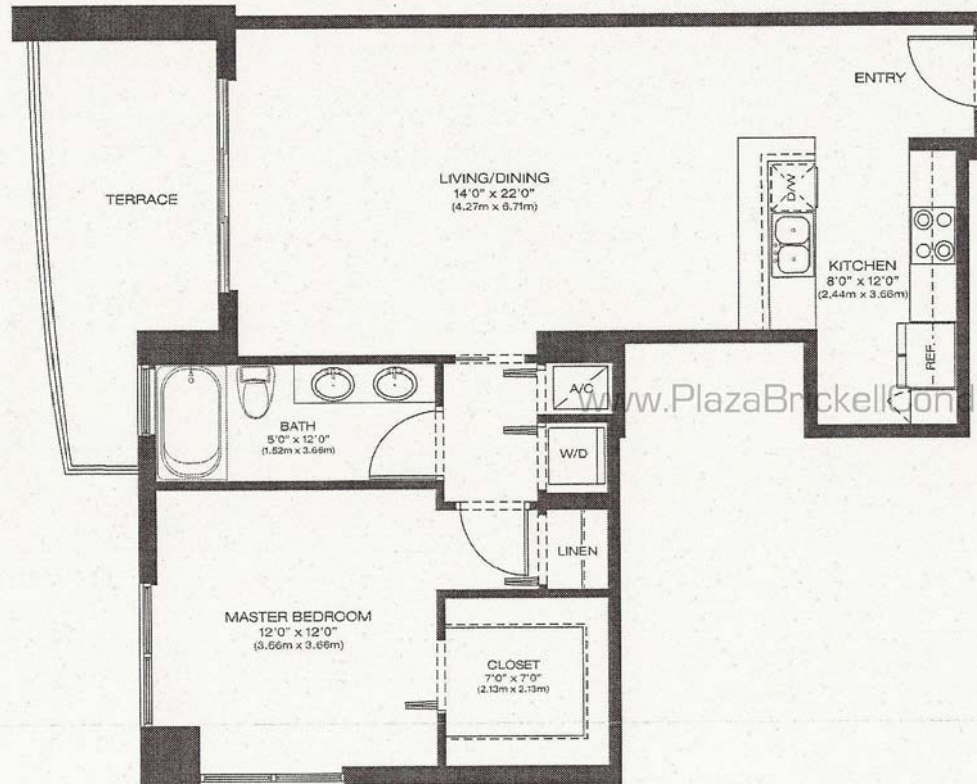 ENTRY
TERRACE
LIVING/DINING
14'0" x 22'0"
(4.27m x 6.71m)
D/W
KITCHEN
8'0" x 12'0"
(2.44m x 3.66m)
REF.
A/C
www.PlazaBrickellCond
BATH
5'0" x 12'0"
(1.52m x 3.66m)
W/D
LINEN
MASTER BEDROOM
12'0" x 12'0"
(3.66m x 3.66m)
CLOSET
7'0" x 7'0"
(2.13m x 2.13m)